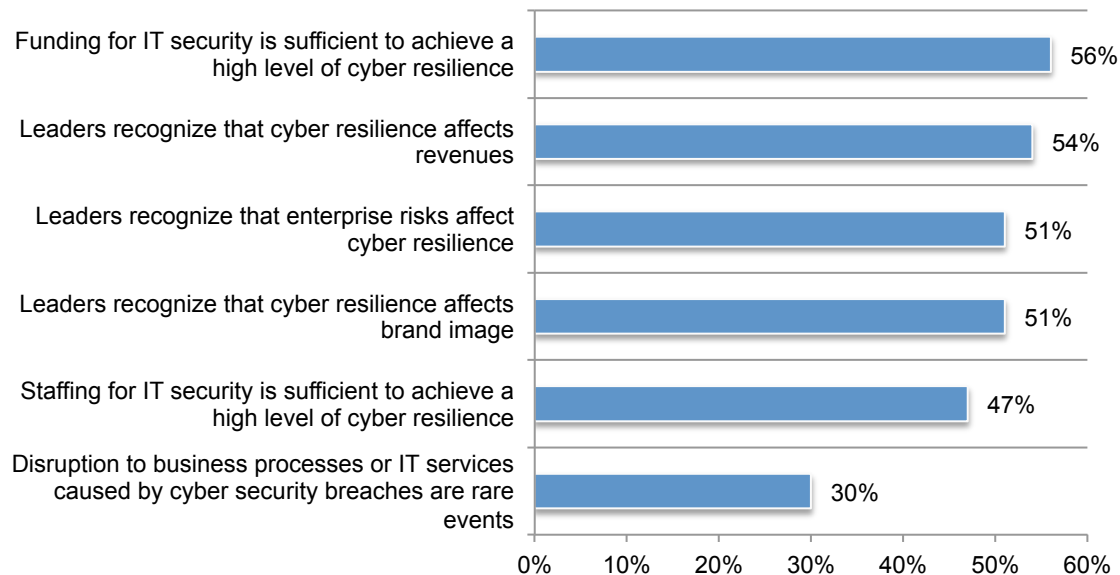 Funding for IT security is sufficient to achieve a
high level of cyber resilience
56%
Leaders recognize that cyber resilience affects
revenues
54%
Leaders recognize that enterprise risks affect
cyber resilience
51%
Leaders recognize that cyber resilience affects
brand image
51%
Staffing for IT security is sufficient to achieve a
high level of cyber resilience
47%
Disruption to business processes or IT services
caused by cyber security breaches are rare
events
30%
0% 10% 20% 30% 40% 50% 60%